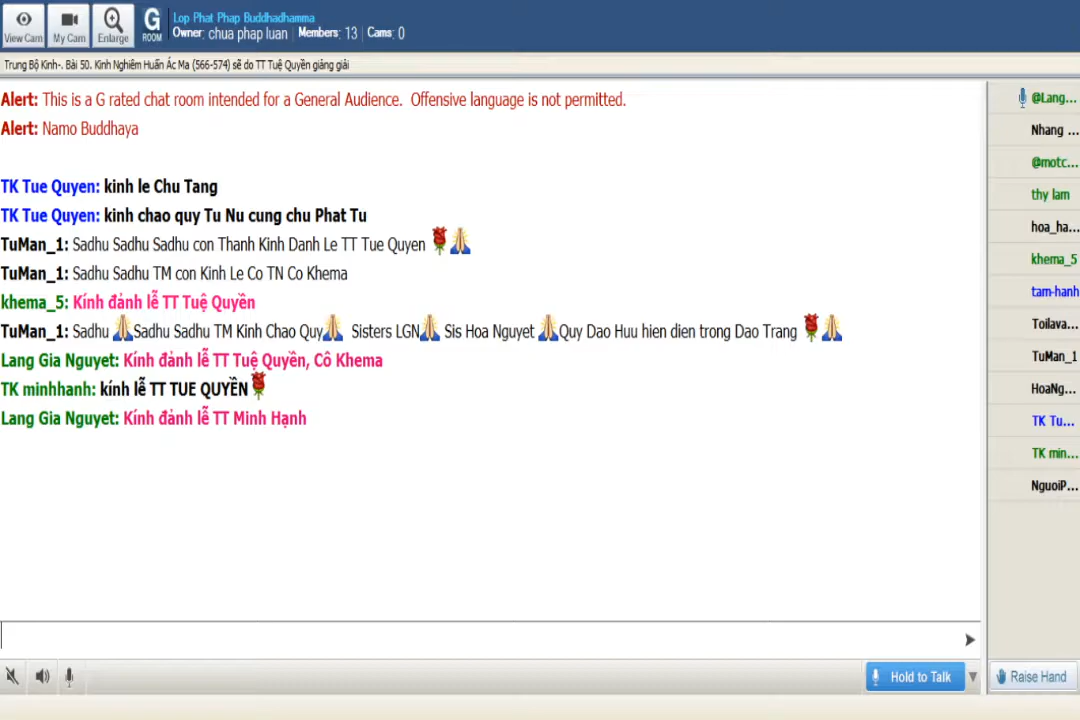 View Cam
My Cam
Enlarge
G
ROOM
Lop Phat Phap Buddhadhamma
Owner: chua phap luan | Members: 13 | Cams: 0
Trung Bộ Kinh-. Bài 50. Kinh Nghiêm Huấn Ác Ma (566-574) sẽ do TT Tuệ Quyền giảng giải
Alert: This is a G rated chat room intended for a General Audience. Offensive language is not permitted.
Alert: Namo Buddhaya
TK Tue Quyen: kinh le Chu Tang
TK Tue Quyen: kinh chao quy Tu Nu cung chu Phat Tu
TuMan_1: Sadhu Sadhu Sadhu con Thanh Kinh Danh Le TT Tue Quyen
TuMan_1: Sadhu Sadhu TM con Kinh Le Co TN Co Khema
khema_5: Kính đảnh lễ TT Tuệ Quyền
TuMan_1: Sadhu Sadhu Sadhu TM Kinh Chao Quy Sisters LGN Sis Hoa Nguyet Quy Dao Huu hien dien trong Dao Trang
Lang Gia Nguyet: Kính đảnh lễ TT Tuệ Quyền, Cô Khema
TK minhhanh: kính lễ TT TUE QUYỀN
Lang Gia Nguyet: Kính đảnh lễ TT Minh Hạnh
@Lang...
Nhang ...
@motc...
thy lam
hoa_ha...
khema_5
tam-hanh
Toilava...
TuMan_1
HoaNg...
TK Tu...
TK min...
NguoiP...
Hold to Talk
Raise Hand